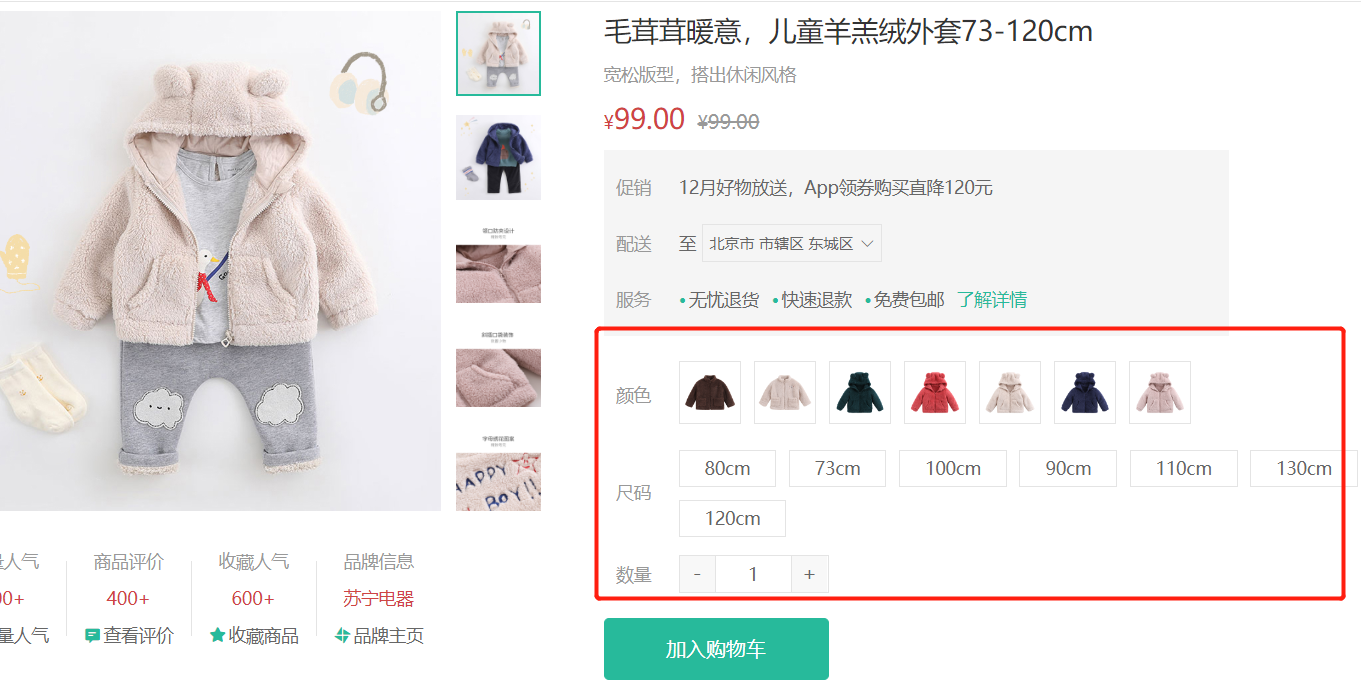 毛茸茸暖意，儿童羊羔绒外套73-120cm
宽松版型，搭出休闲风格
¥99.00 ¥99.00
促销 12月好物放送，App领券购买直降120元
配送 至 北京市 市辖区 东城区
服务 •无忧退货 •快速退款 •免费包邮 了解详情
颜色
尺码
80cm 73cm 100cm 90cm 110cm 130cm
120cm
数量 - 1 +
加入购物车
HAPPY
BOY!!
人气 商品评价 收藏人气 品牌信息
0+ 400+ 600+ 苏宁电器
量人气 查看评价 收藏商品 品牌主页